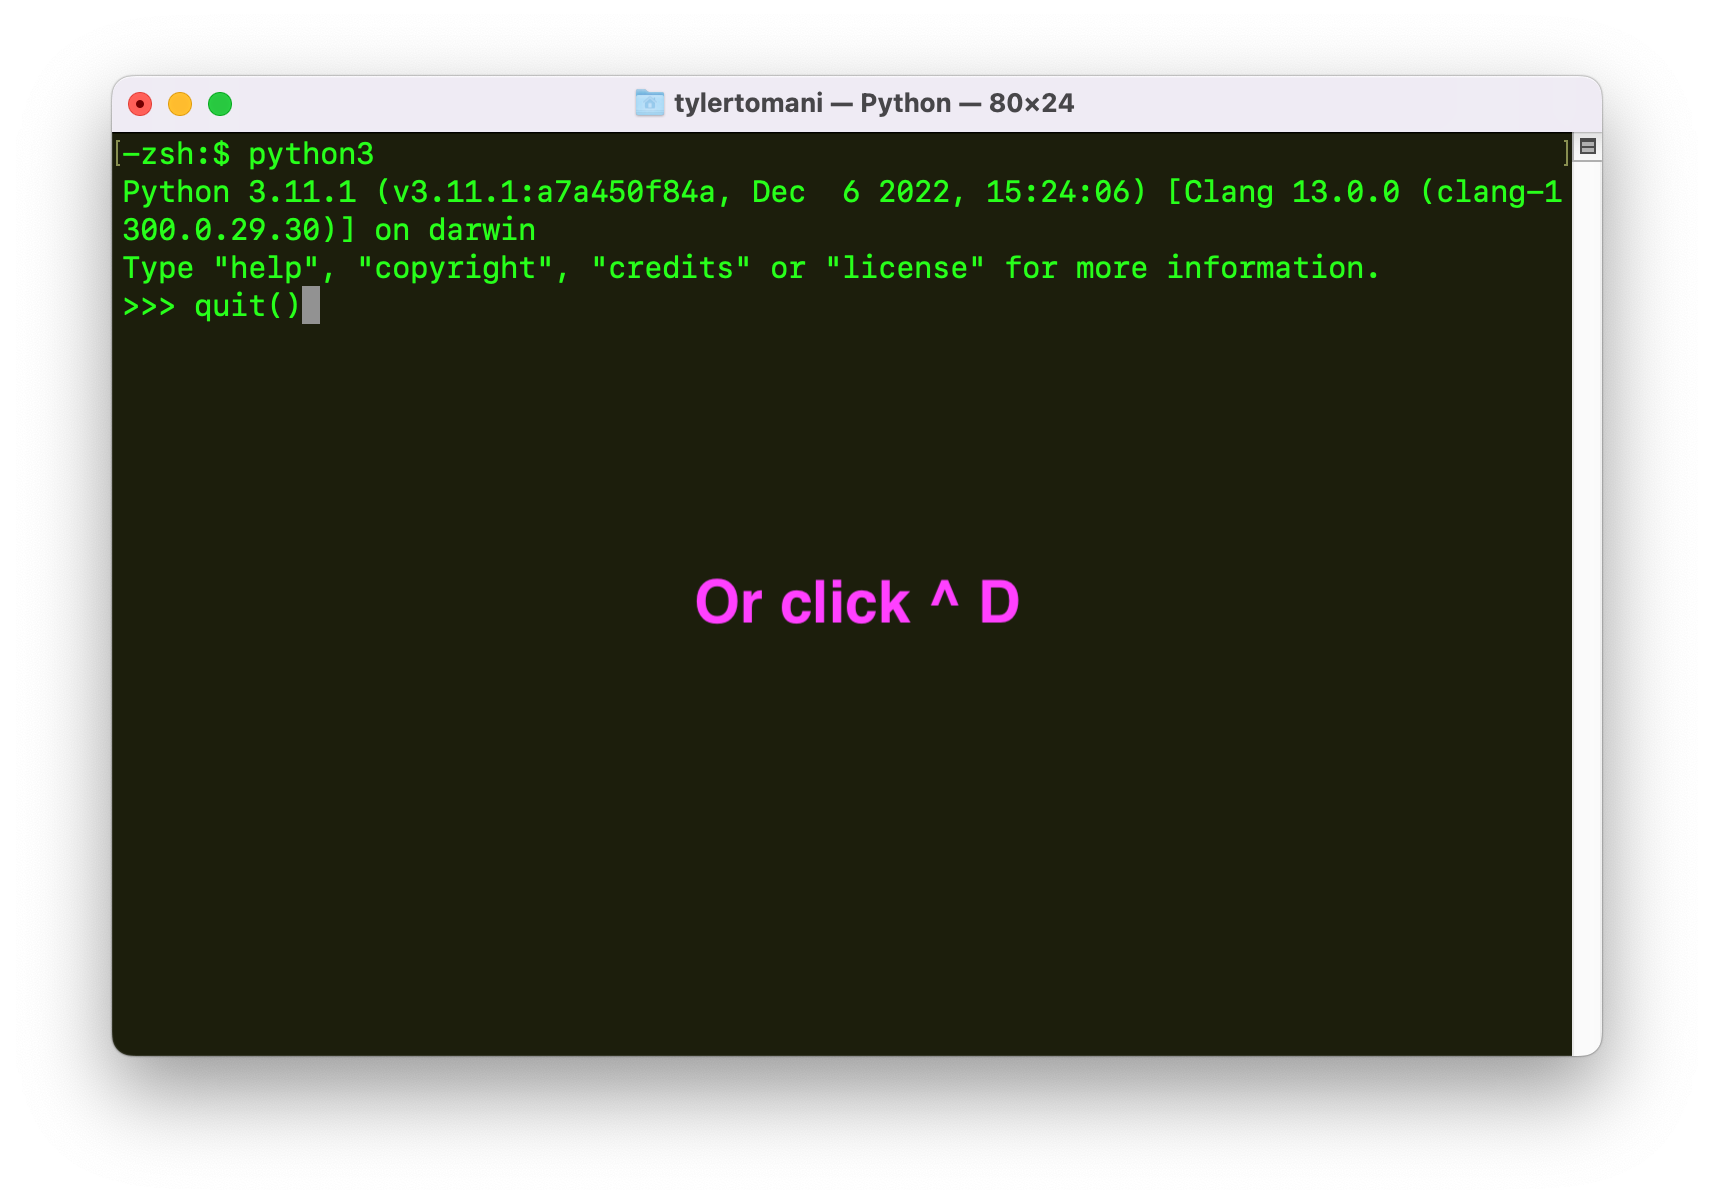 tylertomani — Python — 80×24
[-zsh:$ python3 ]
Python 3.11.1 (v3.11.1:a7a450f84a, Dec  6 2022, 15:24:06) [Clang 13.0.0 (clang-1
300.0.29.30)] on darwin
Type "help", "copyright", "credits" or "license" for more information.
>>> quit()
Or click ^ D